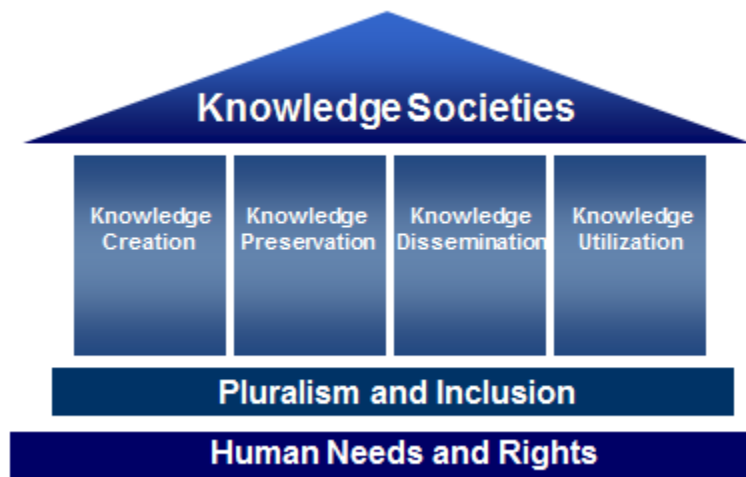 Knowledge Societies
Knowledge
Creation
Knowledge
Preservation
Knowledge
Dissemination
Knowledge
Utilization
Pluralism and Inclusion
Human Needs and Rights